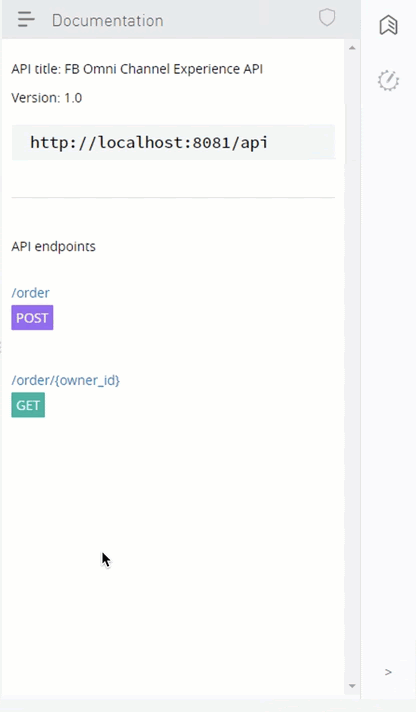 Documentation
API title: FB Omni Channel Experience API
Version: 1.0
http://localhost:8081/api
API endpoints
/order
POST
/order/{owner_id}
GET
>